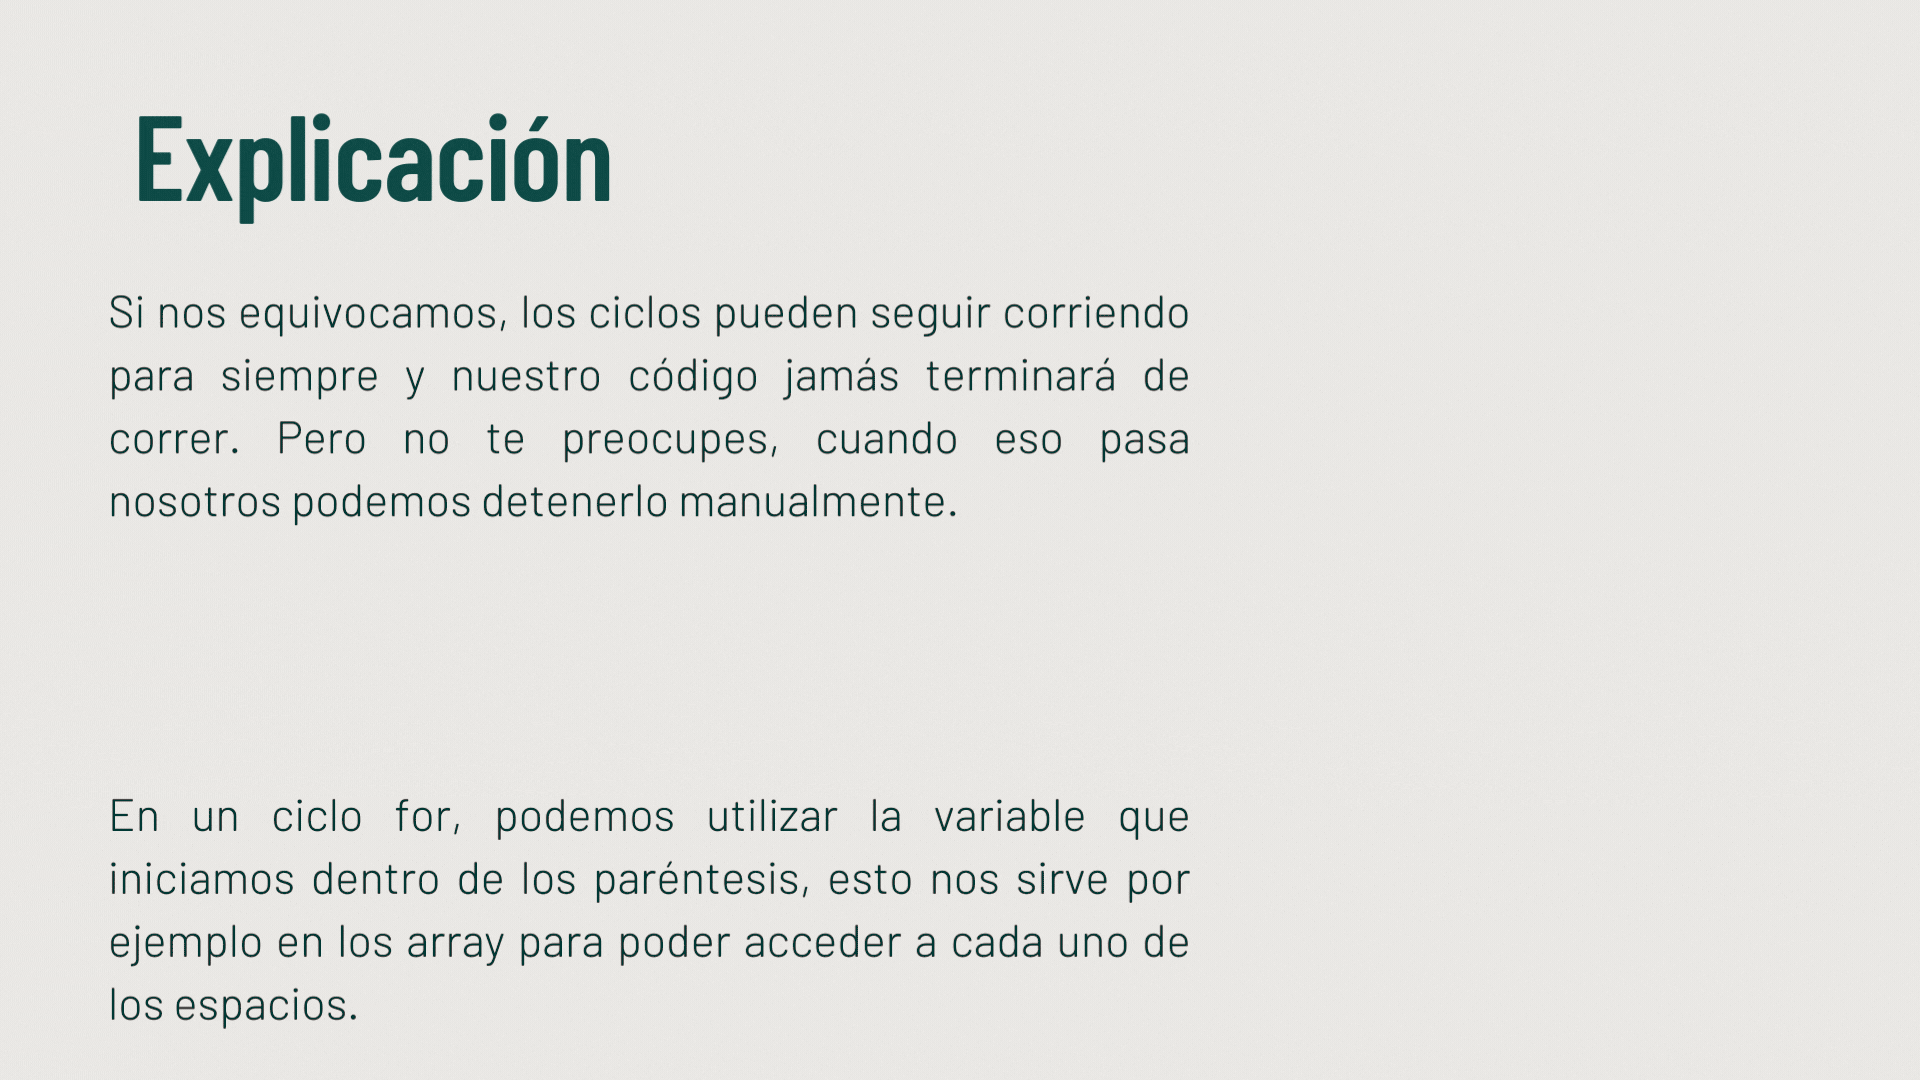 Explicación
Si nos equivocamos, los ciclos pueden seguir corriendo
para siempre y nuestro código jamás terminará de
correr. Pero no te preocupes, cuando eso pasa
nosotros podemos detenerlo manualmente.
En un ciclo for, podemos utilizar la variable que
iniciamos dentro de los paréntesis, esto nos sirve por
ejemplo en los array para poder acceder a cada uno de
los espacios.